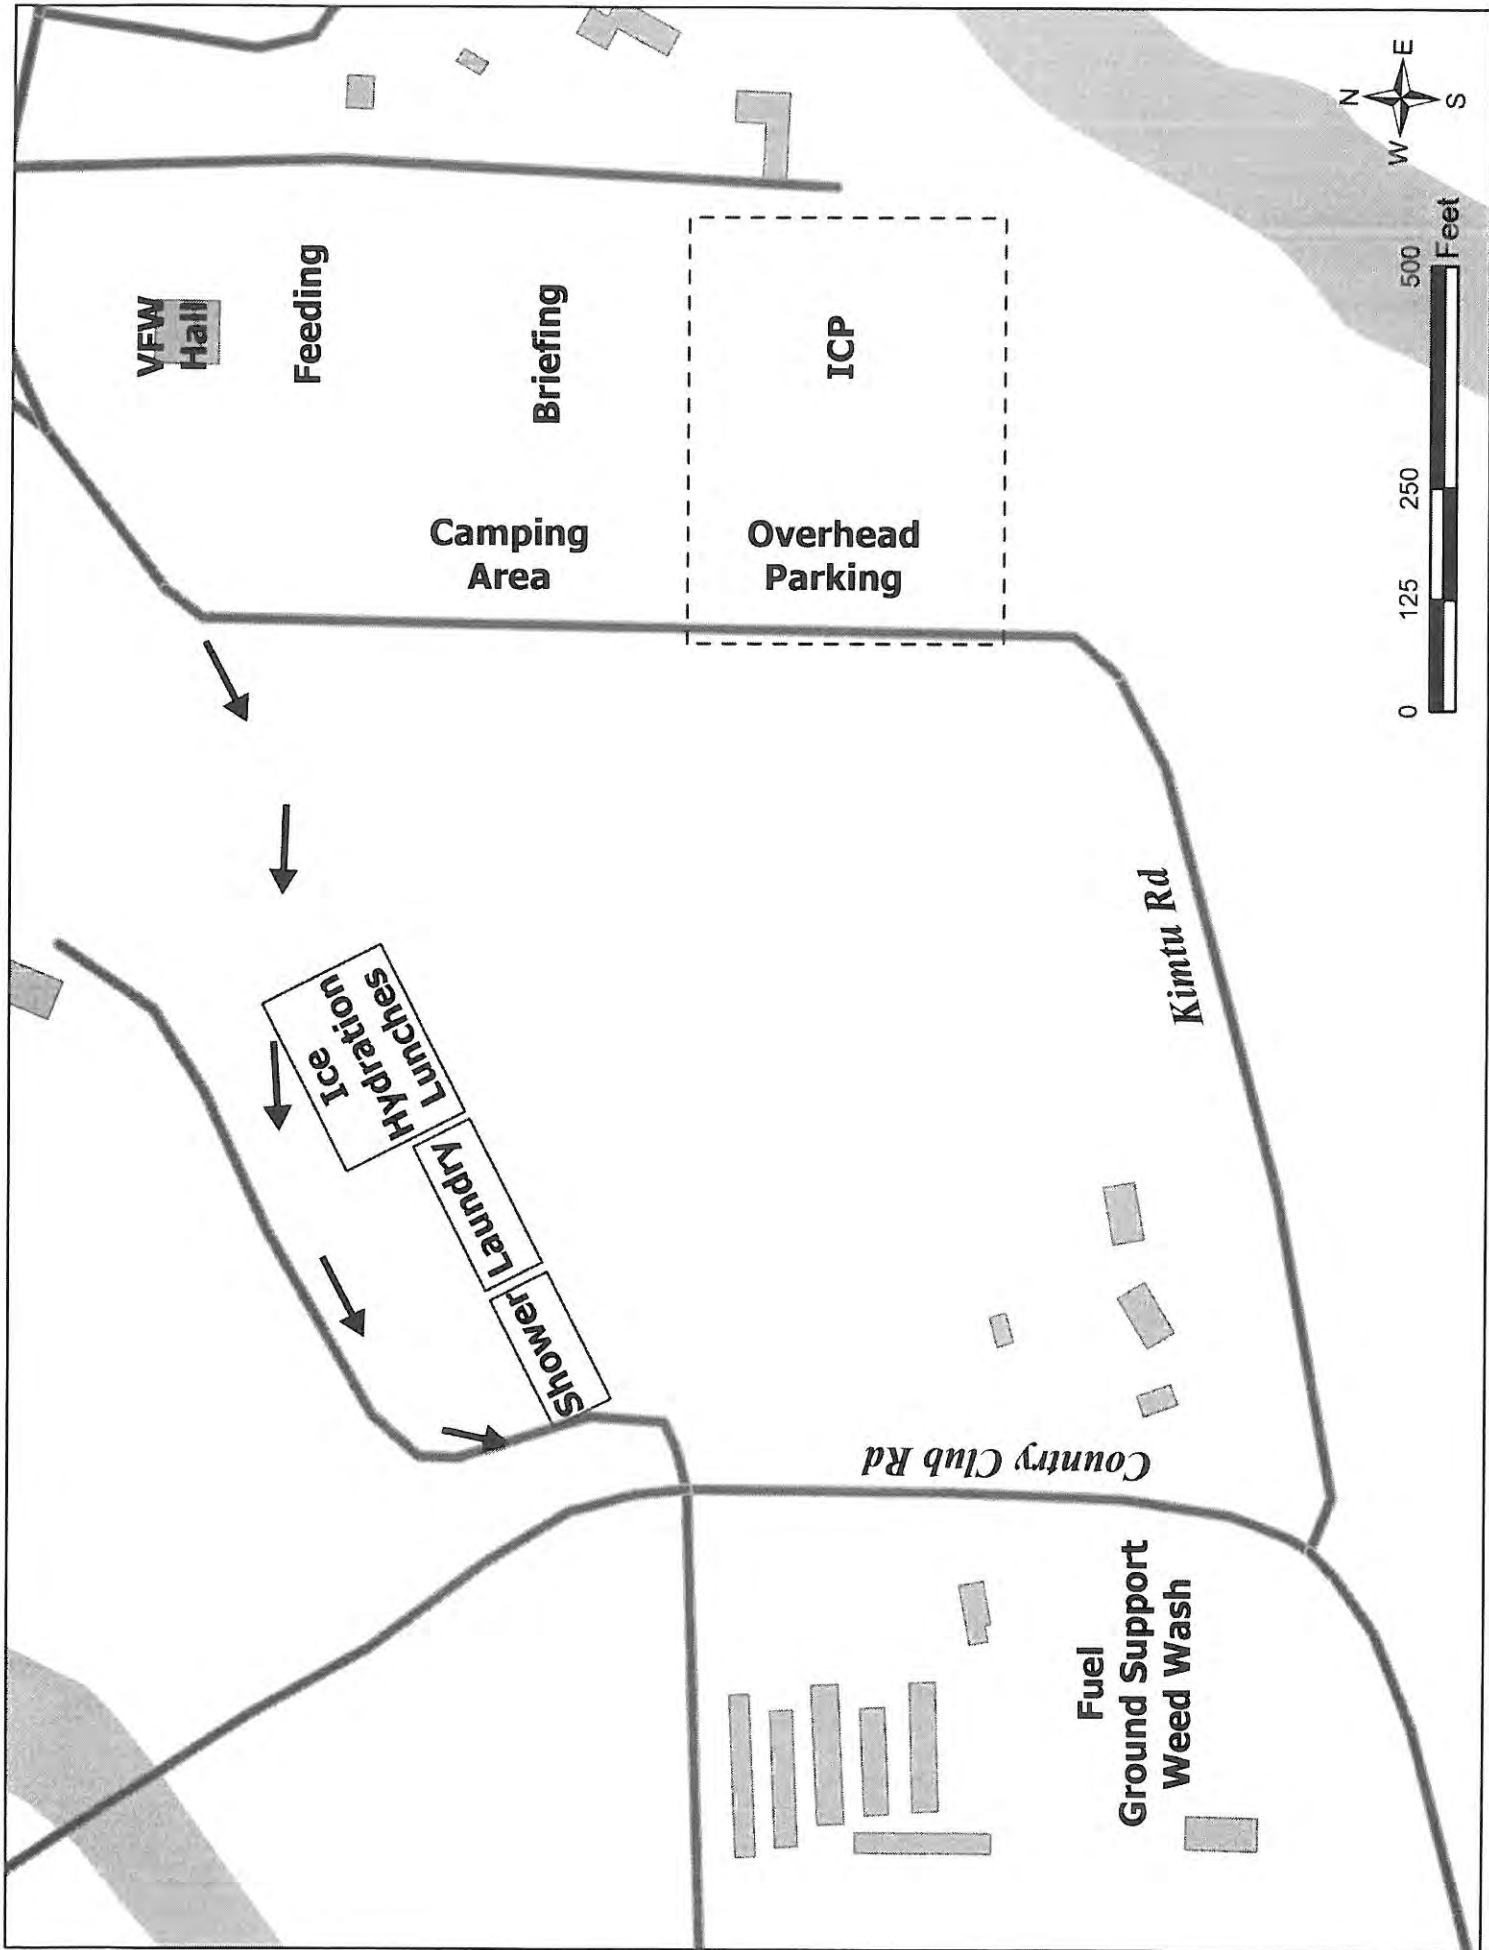 VFW
Hall
Feeding
Briefing
ICP
Camping
Area
Overhead
Parking
Ice
Hydration
Lunches
Laundry
Shower
Kimtu Rd
Country Club Rd
Fuel
Ground Support
Weed Wash
N
W E
S
0 125 250 500
Feet